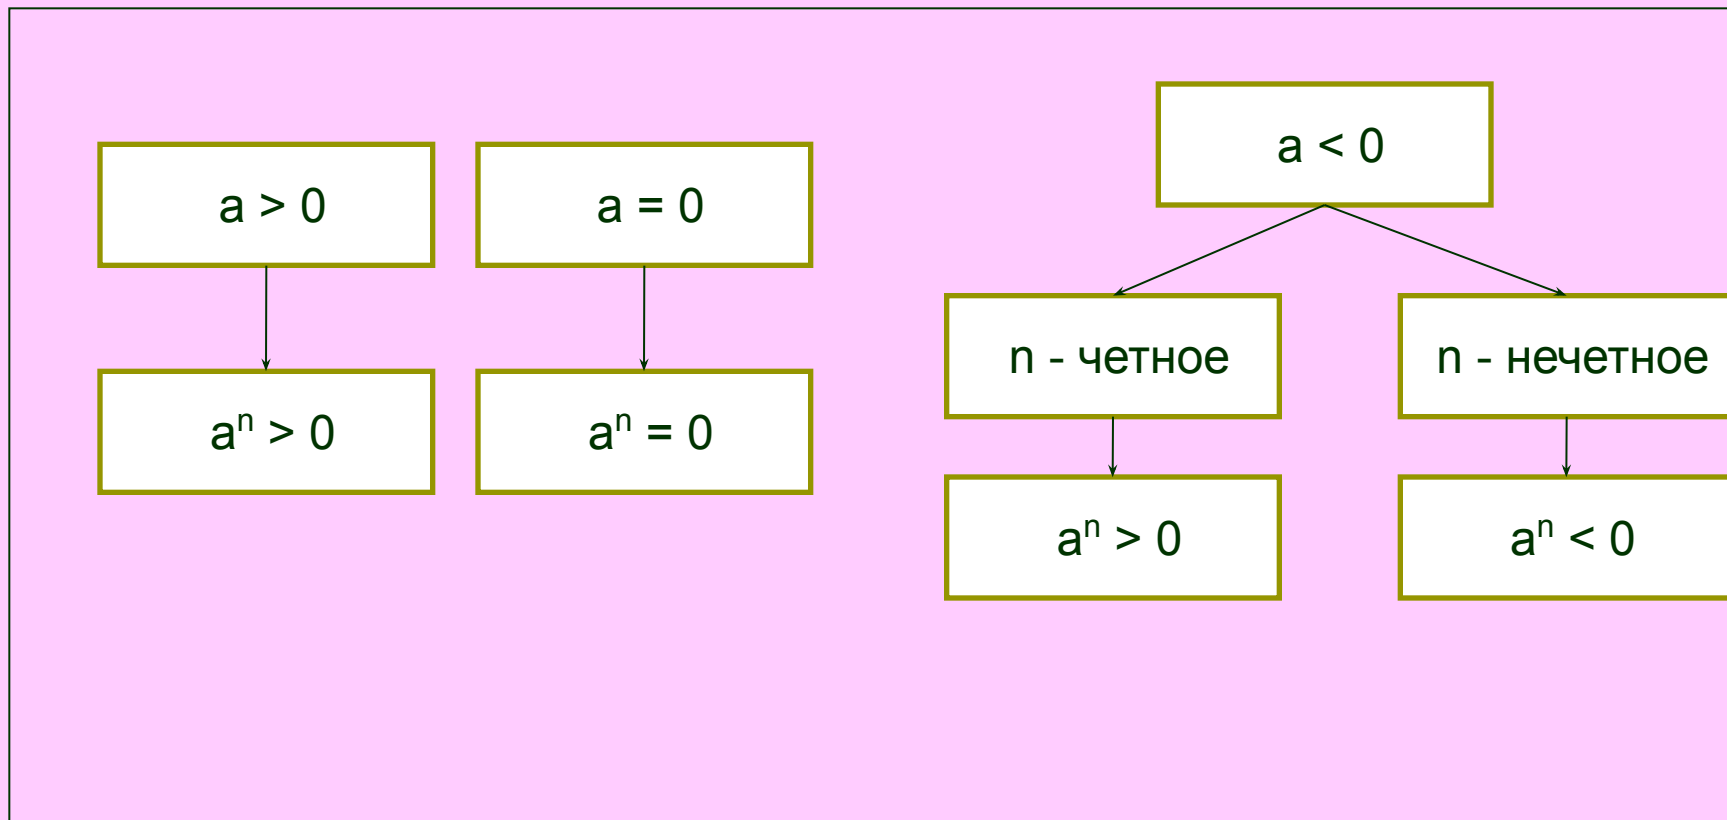 a > 0
a = 0
a < 0
n - четное
n - нечетное
aⁿ > 0
aⁿ = 0
aⁿ > 0
aⁿ < 0